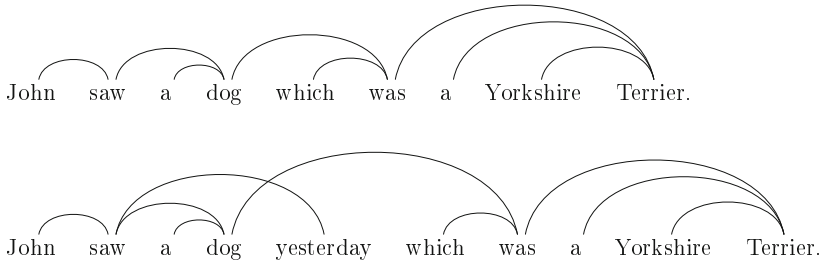 John saw a dog which was a Yorkshire Terrier.
John saw a dog yesterday which was a Yorkshire Terrier.